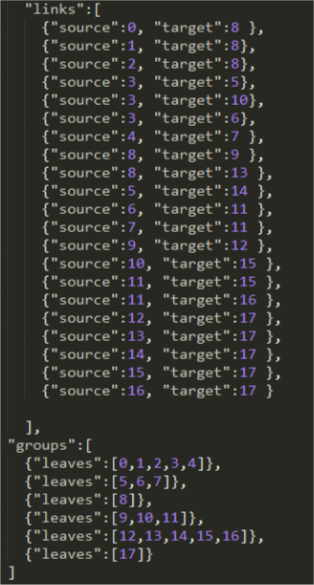 "links":[
{"source":0, "target":8 },
{"source":1, "target":8},
{"source":2, "target":8},
{"source":3, "target":5},
{"source":3, "target":10},
{"source":3, "target":6},
{"source":4, "target":7 },
{"source":8, "target":9 },
{"source":8, "target":13 },
{"source":5, "target":14 },
{"source":6, "target":11 },
{"source":7, "target":11 },
{"source":9, "target":12 },
{"source":10, "target":15 },
{"source":11, "target":15 },
{"source":11, "target":16 },
{"source":12, "target":17 },
{"source":13, "target":17 },
{"source":14, "target":17 },
{"source":15, "target":17 },
{"source":16, "target":17 }
],
"groups":[
{"leaves":[0,1,2,3,4]},
{"leaves":[5,6,7]},
{"leaves":[8]},
{"leaves":[9,10,11]},
{"leaves":[12,13,14,15,16]},
{"leaves":[17]}
]